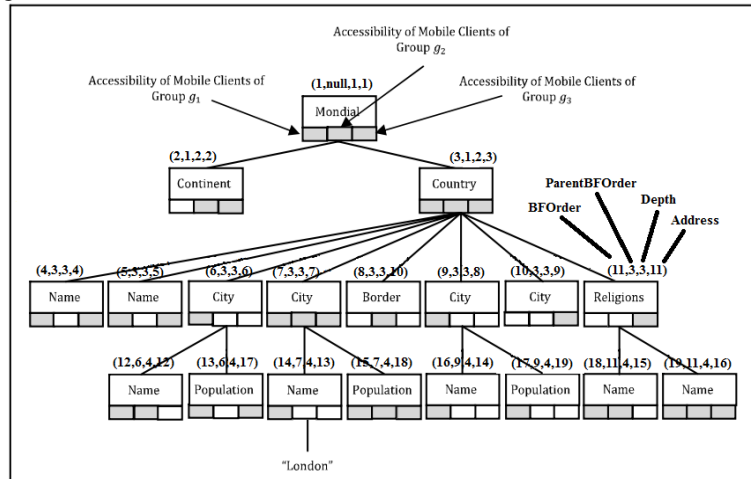 Accessibility of Mobile Clients of
Group g₂
Accessibility of Mobile Clients of
Group g₁
(1,null,1,1)
Accessibility of Mobile Clients of
Group g₃
Mondial
(2,1,2,2)
(3,1,2,3)
Continent
Country
ParentBFOrder
BFOrder
Depth
Address
(4,3,3,4)
(5,3,3,5)
(6,3,3,6)
(7,3,3,7)
(8,3,3,10)
(9,3,3,8)
(10,3,3,9)
(11,3,3,11)
Name
Name
City
City
Border
City
City
Religions
(12,6,4,12)
(13,6,4,17)
(14,7,4,13)
(15,7,4,18)
(16,9,4,14)
(17,9,4,19)
(18,11,4,15)
(19,11,4,16)
Name
Population
Name
Population
Name
Population
Name
Name
"London"